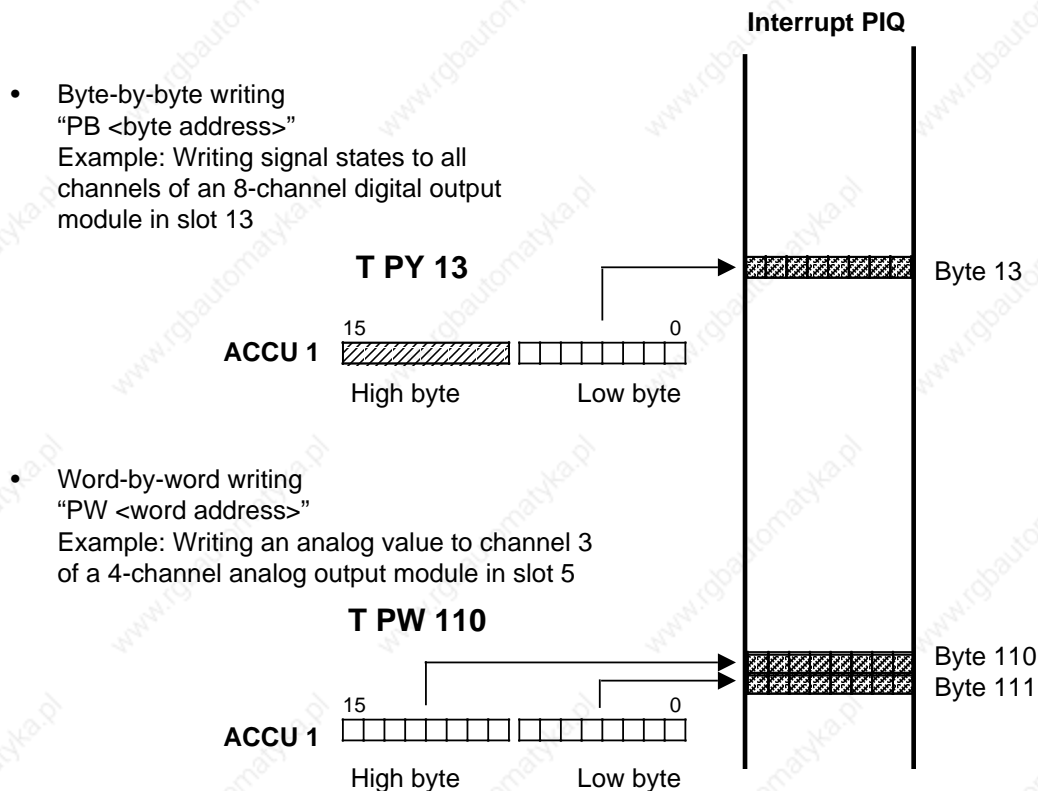 Interrupt PIQ
• Byte-by-byte writing
“PB <byte address>”
Example: Writing signal states to all
channels of an 8-channel digital output
module in slot 13
T PY 13
Byte 13
15 0
ACCU 1
High byte Low byte
• Word-by-word writing
“PW <word address>”
Example: Writing an analog value to channel 3
of a 4-channel analog output module in slot 5
T PW 110
Byte 110
Byte 111
15 0
ACCU 1
High byte Low byte
www.rgbautomatyka.pl